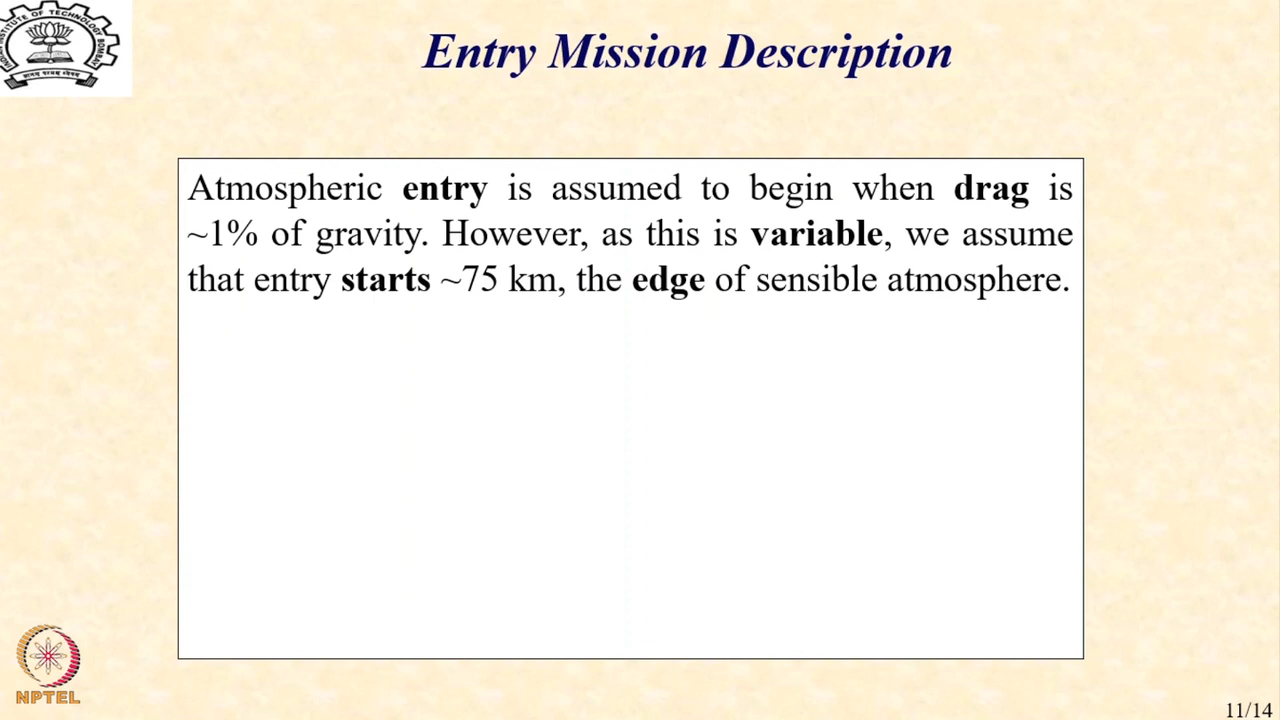 Entry Mission Description
Atmospheric entry is assumed to begin when drag is
~1% of gravity. However, as this is variable, we assume
that entry starts ~75 km, the edge of sensible atmosphere.
NPTEL
11/14